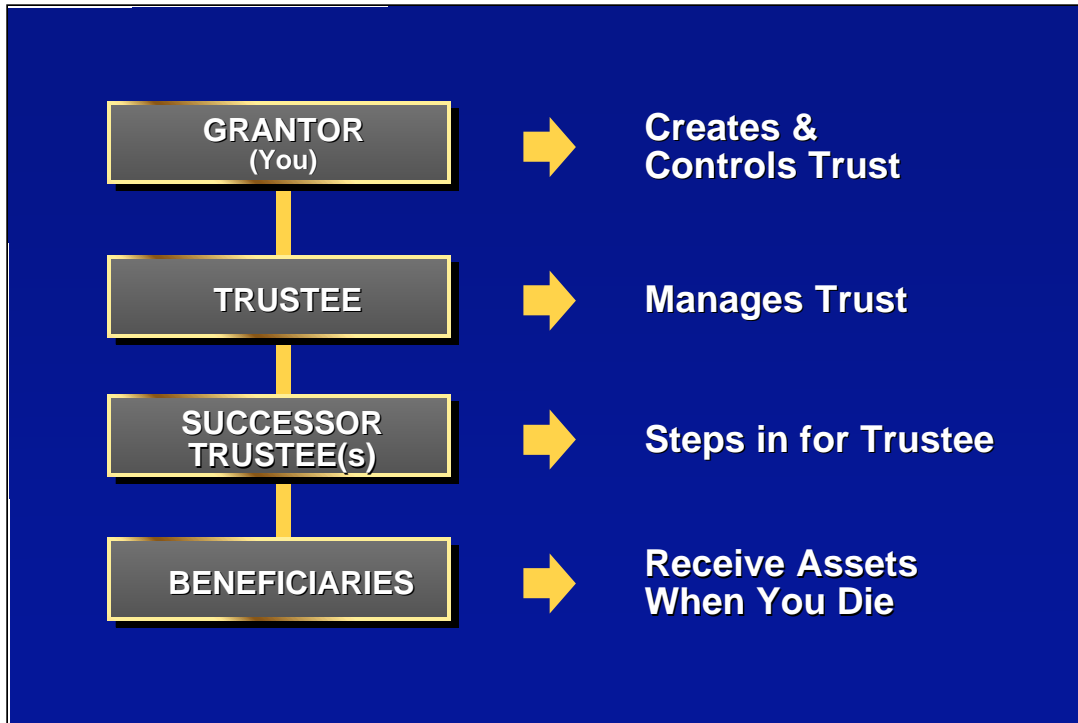 GRANTOR
(You)
Creates &
Controls Trust
TRUSTEE
Manages Trust
SUCCESSOR
TRUSTEE(s)
Steps in for Trustee
BENEFICIARIES
Receive Assets
When You Die